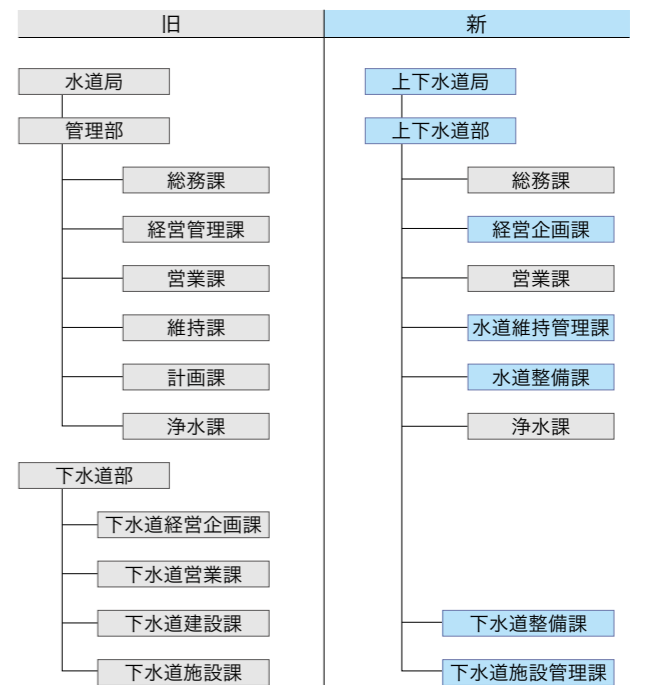 旧
新
水道局
管理部
総務課
経営管理課
営業課
維持課
計画課
浄水課
下水道部
下水道経営企画課
下水道営業課
下水道建設課
下水道施設課
上下水道局
上下水道部
総務課
経営企画課
営業課
水道維持管理課
水道整備課
浄水課
下水道整備課
下水道施設管理課